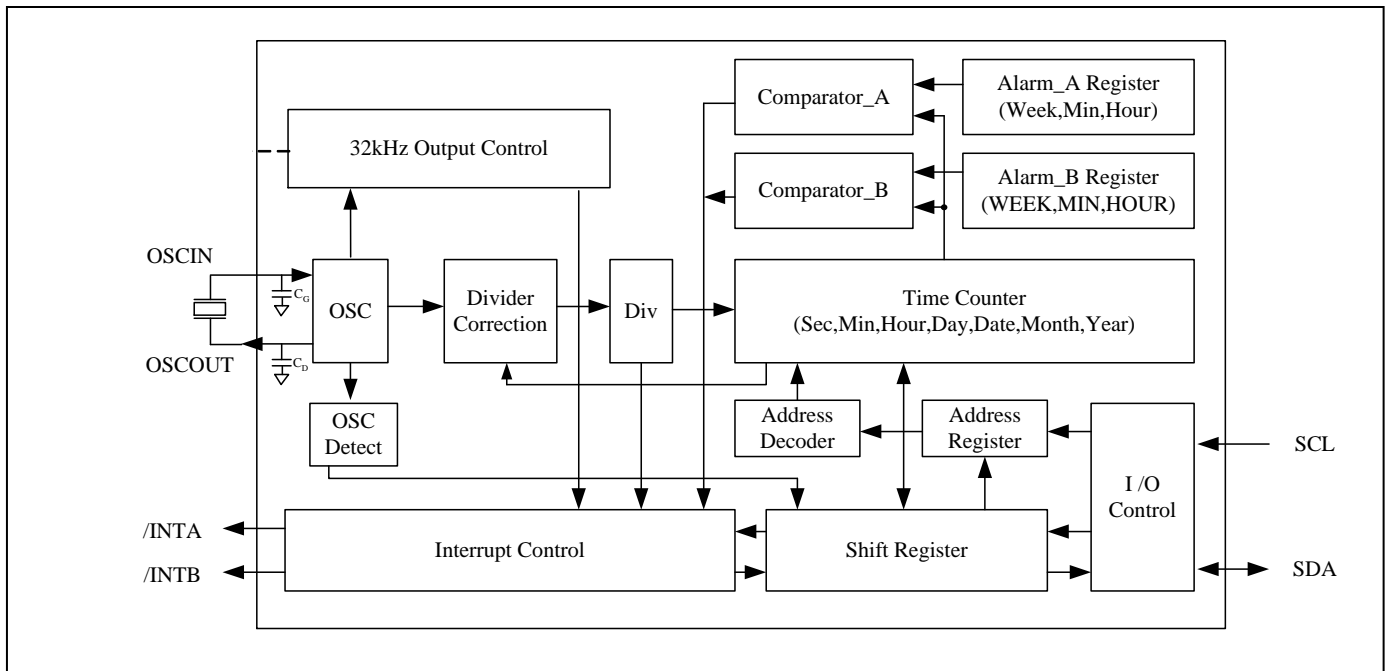 Comparator_A
Alarm_A Register
(Week,Min,Hour)
32kHz Output Control
Comparator_B
Alarm_B Register
(WEEK,MIN,HOUR)
OSCIN
CG
OSC
Divider
Correction
Div
Time Counter
(Sec,Min,Hour,Day,Date,Month,Year)
OSCOUT
CD
OSC
Detect
Address
Decoder
Address
Register
SCL
I /O
Control
/INTA
Interrupt Control
Shift Register
/INTB
SDA